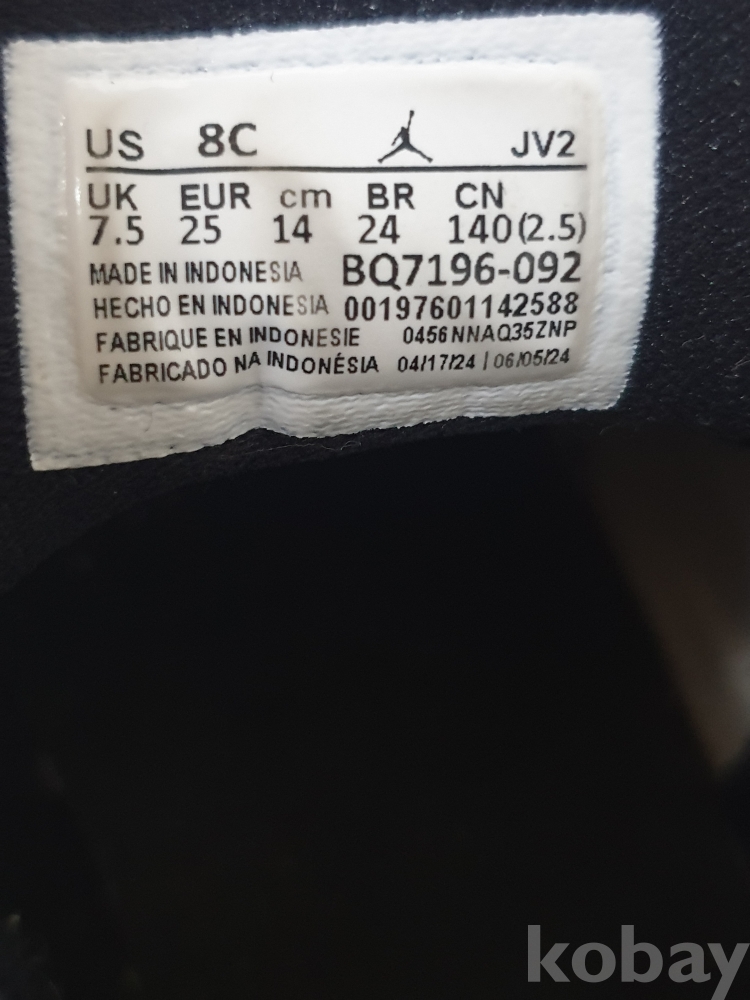 US 8C JV2
UK EUR cm BR CN
7.5 25 14 24 140(2.5)
MADE IN INDONESIA BQ7196-092
HECHO EN INDONESIA 00197601142588
FABRIQUE EN INDONESIE 0456NNAQ35ZNP
FABRICADO NA INDONÉSIA 04/17/24 | 06/05/24
kobay